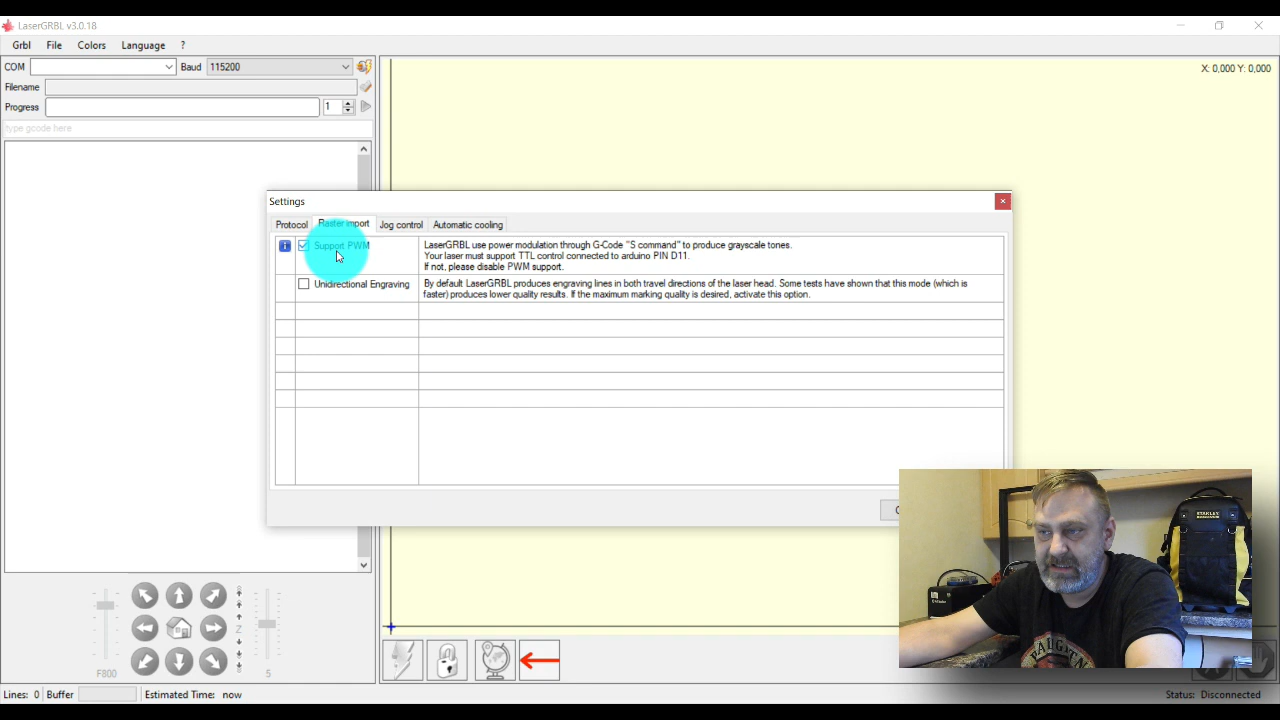 LaserGRBL v3.0.18
Grbl File Colors Language ?
COM Baud 115200
Filename
Progress 1
type gcode here
X: 0,000 Y: 0,000
Settings
Protocol Raster import Jog control Automatic cooling
Support PWM
LaserGRBL use power modulation through G-Code "S command" to produce grayscale tones.
Your laser must support TTL control connected to arduino PIN D11.
If not, please disable PWM support.
Unidirectional Engraving
By default LaserGRBL produces engraving lines in both travel directions of the laser head. Some tests have shown that this mode (which is
faster) produces lower quality results. If the maximum marking quality is desired, activate this option.
STANLEY
Z
F800
5
Lines: 0 Buffer Estimated Time: now
Status: Disconnected